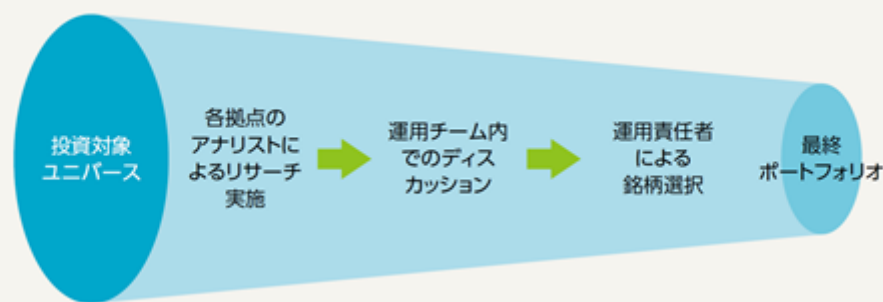 投資対象
ユニバース
各拠点の
アナリストに
よるリサーチ
実施
運用チーム内
でのディス
カッション
運用責任者
による
銘柄選択
最終
ポートフォリオ